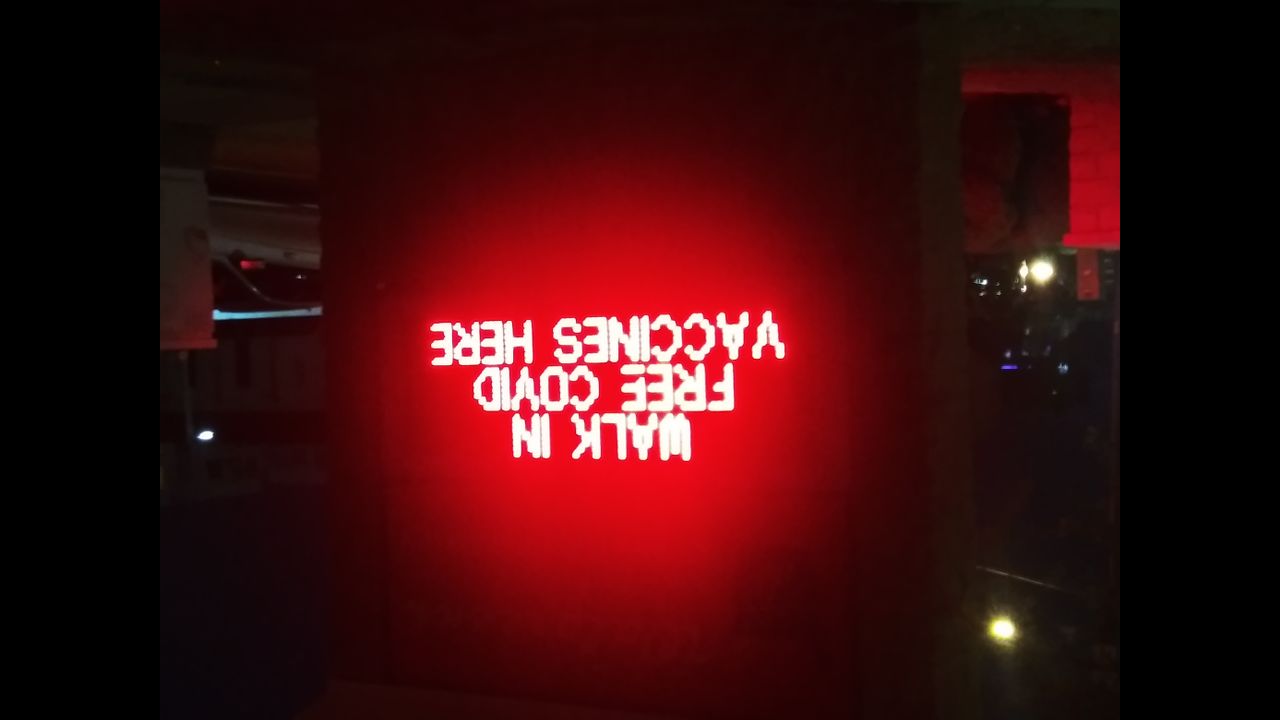 WALK IN
FREE COVID
VACCINES HERE